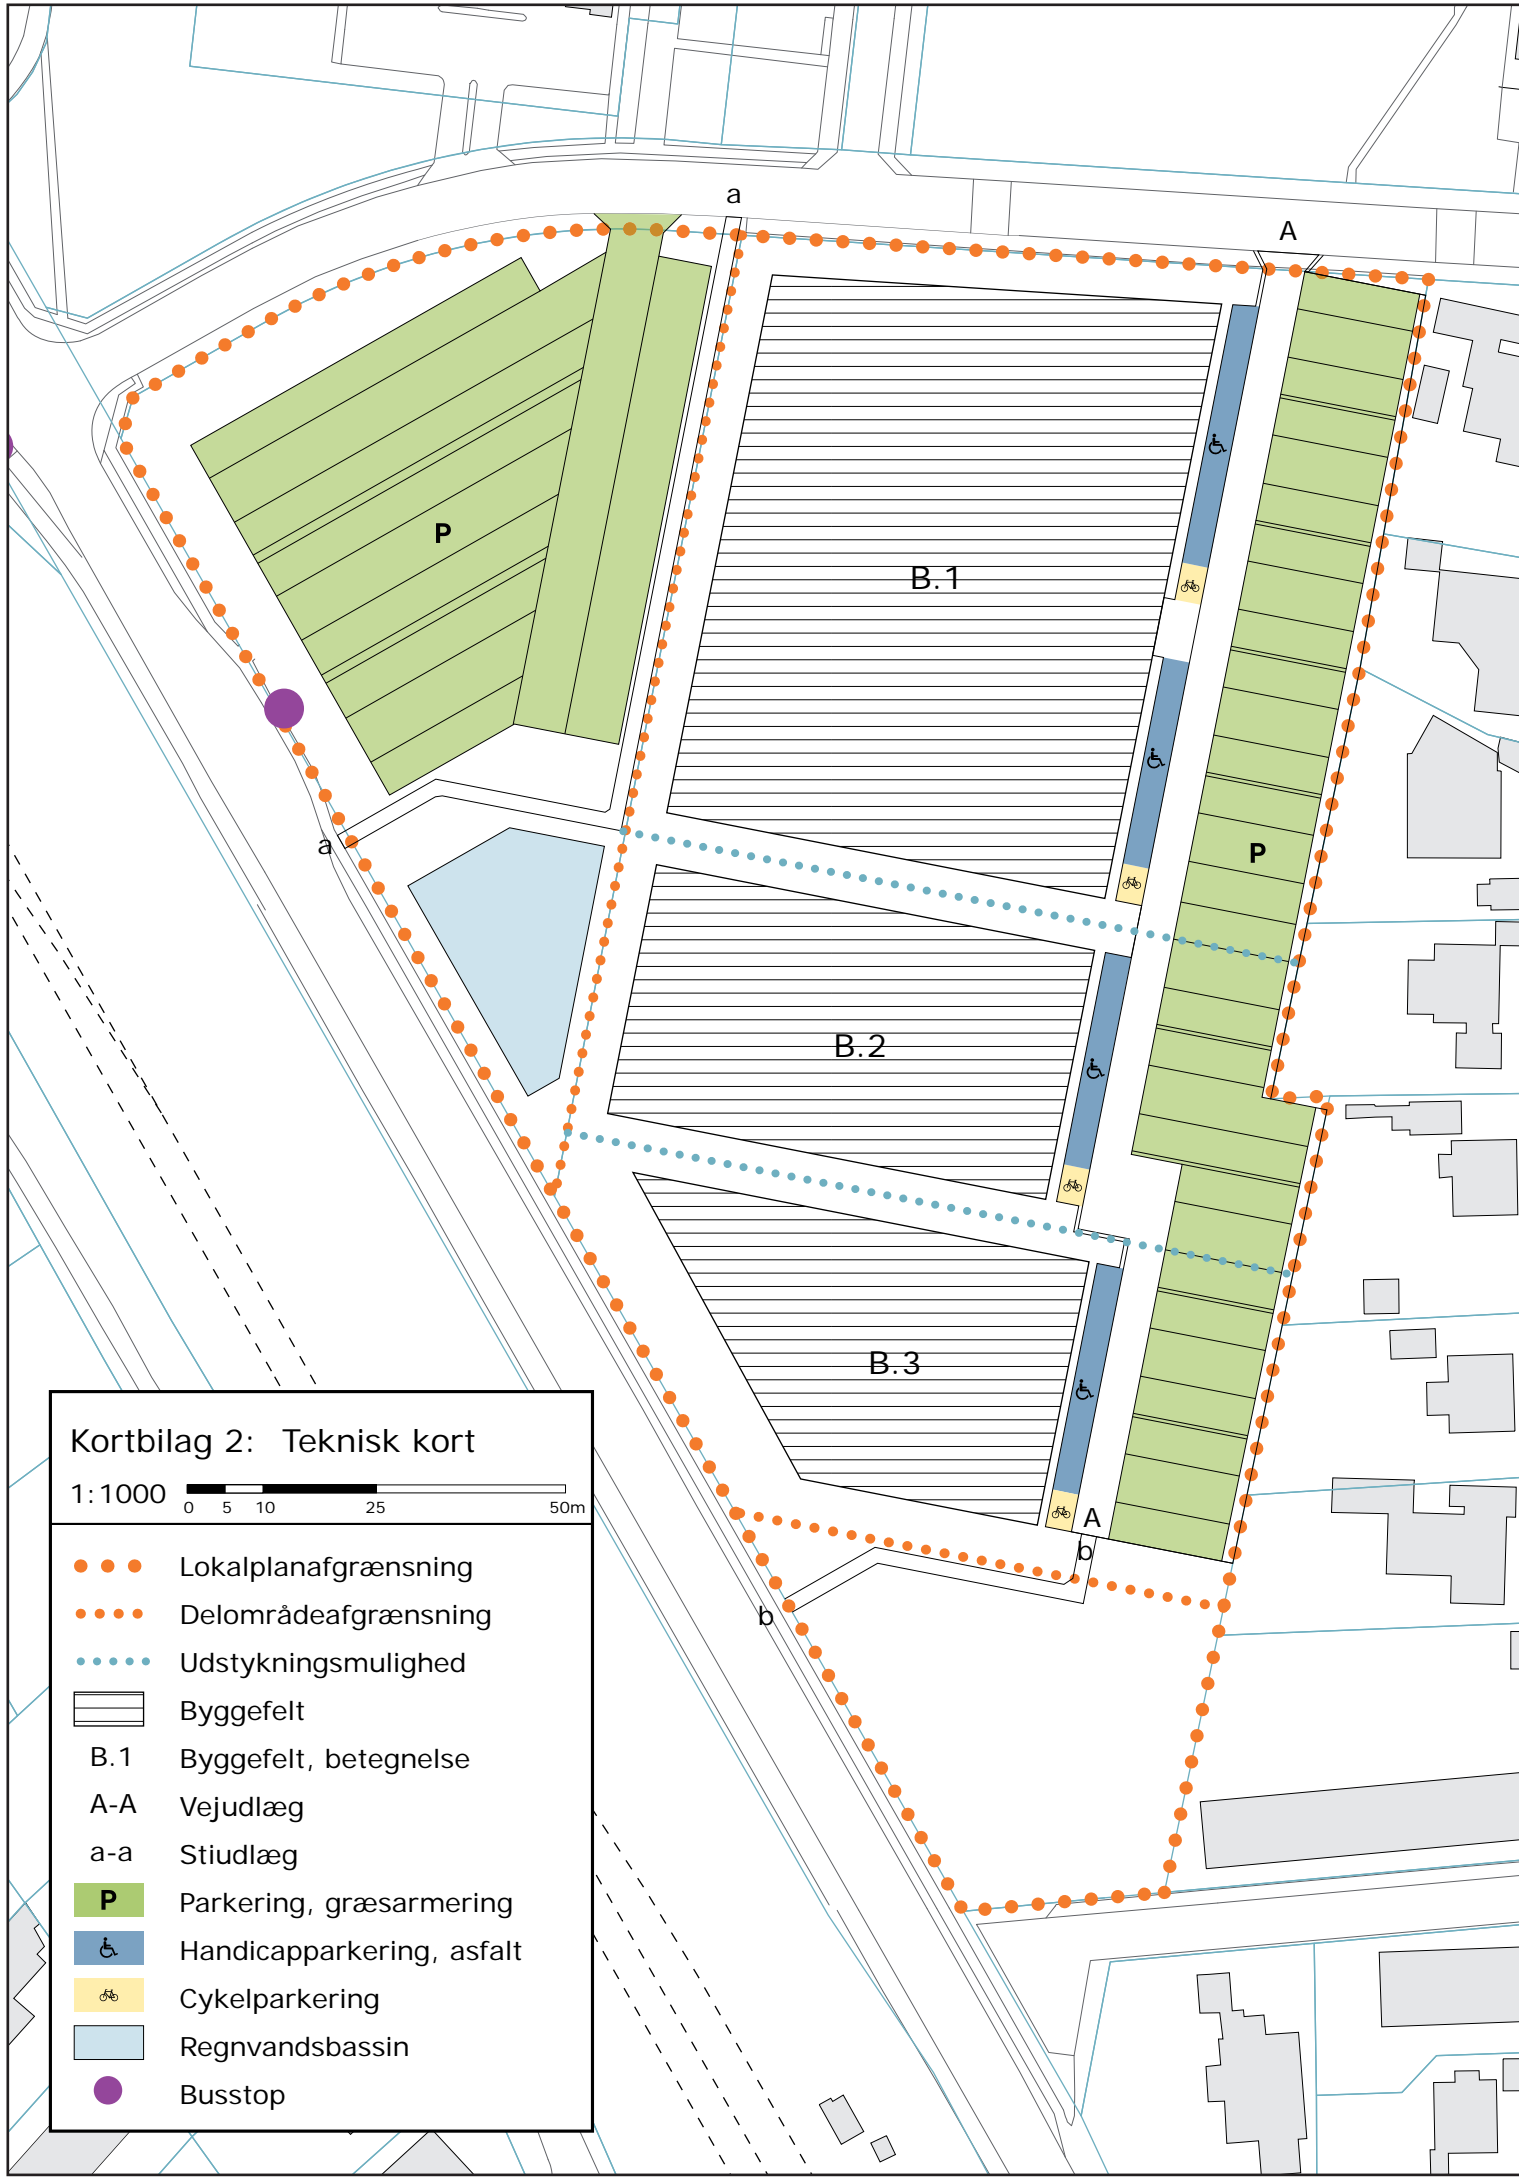 a
A
P
B.1
P
a
B.2
B.3
A
b
b
Kortbilag 2: Teknisk kort
1:1000 0 5 10 25 50m
Lokalplanafgrænsning
Delområdeafgrænsning
Udstykningsmulighed
Byggefelt
B.1 Byggefelt, betegnelse
A-A Vejudlæg
a-a Stiudlæg
P Parkering, græsarmering
Handicapparkering, asfalt
Cykelparkering
Regnvandsbassin
Busstop